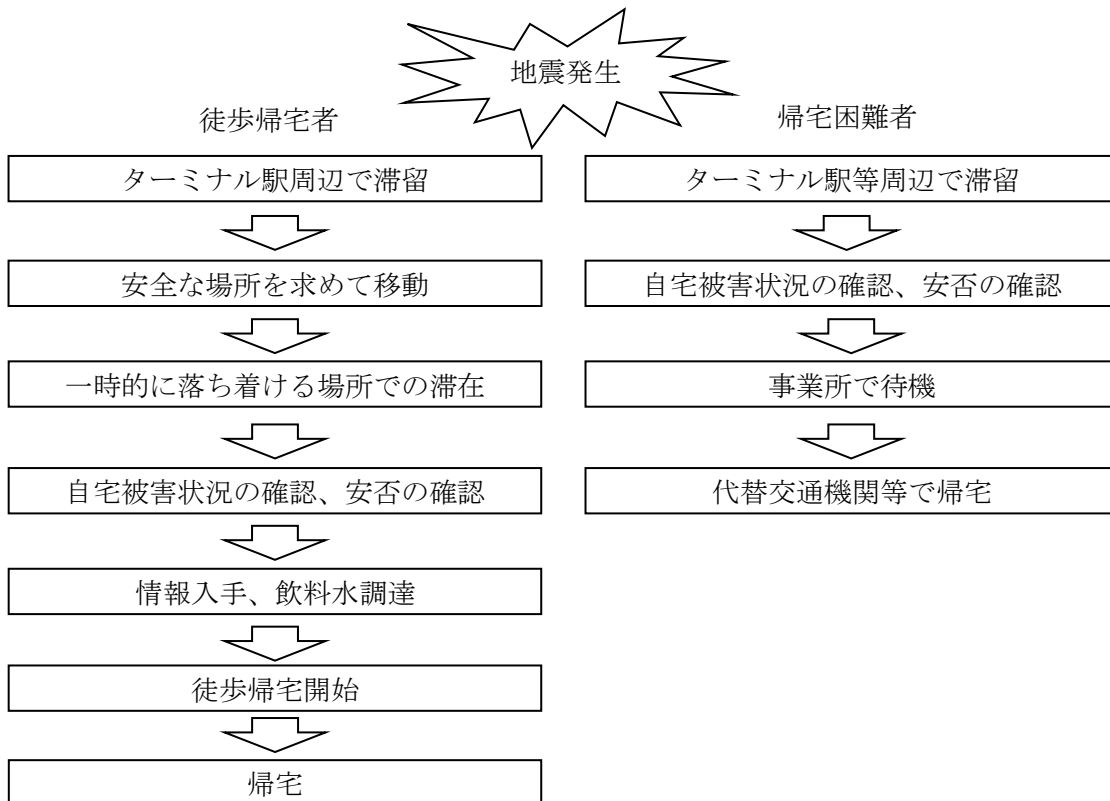 地震発生
徒歩帰宅者
ターミナル駅周辺で滞留
安全な場所を求めて移動
一時的に落ち着ける場所での滞在
自宅被害状況の確認、安否の確認
情報入手、飲料水調達
徒歩帰宅開始
帰宅
帰宅困難者
ターミナル駅等周辺で滞留
自宅被害状況の確認、安否の確認
事業所で待機
代替交通機関等で帰宅